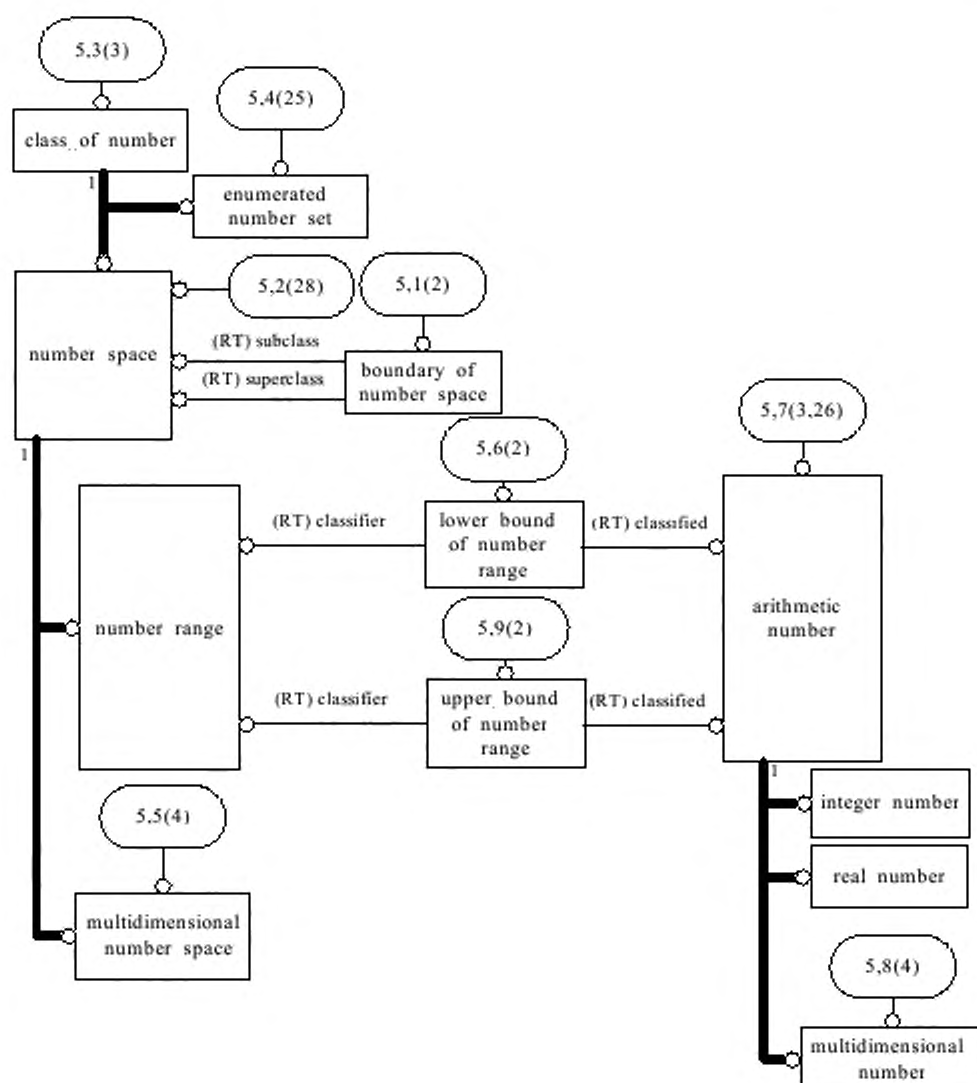 5,3(3)
5,4(25)
class of number
1
enumerated
number set
5,2(28)
5,1(2)
number space
(RT) subclass
(RT) superclass
boundary of
number space
1
5,7(3,26)
5,6(2)
(RT) classifier
lower bound
of number
range
(RT) classified
number range
5,9(2)
arithmetic
number
(RT) classifier
upper bound
of number
range
(RT) classified
1
5,5(4)
integer number
real number
multidimensional
number space
5,8(4)
multidimensional
number